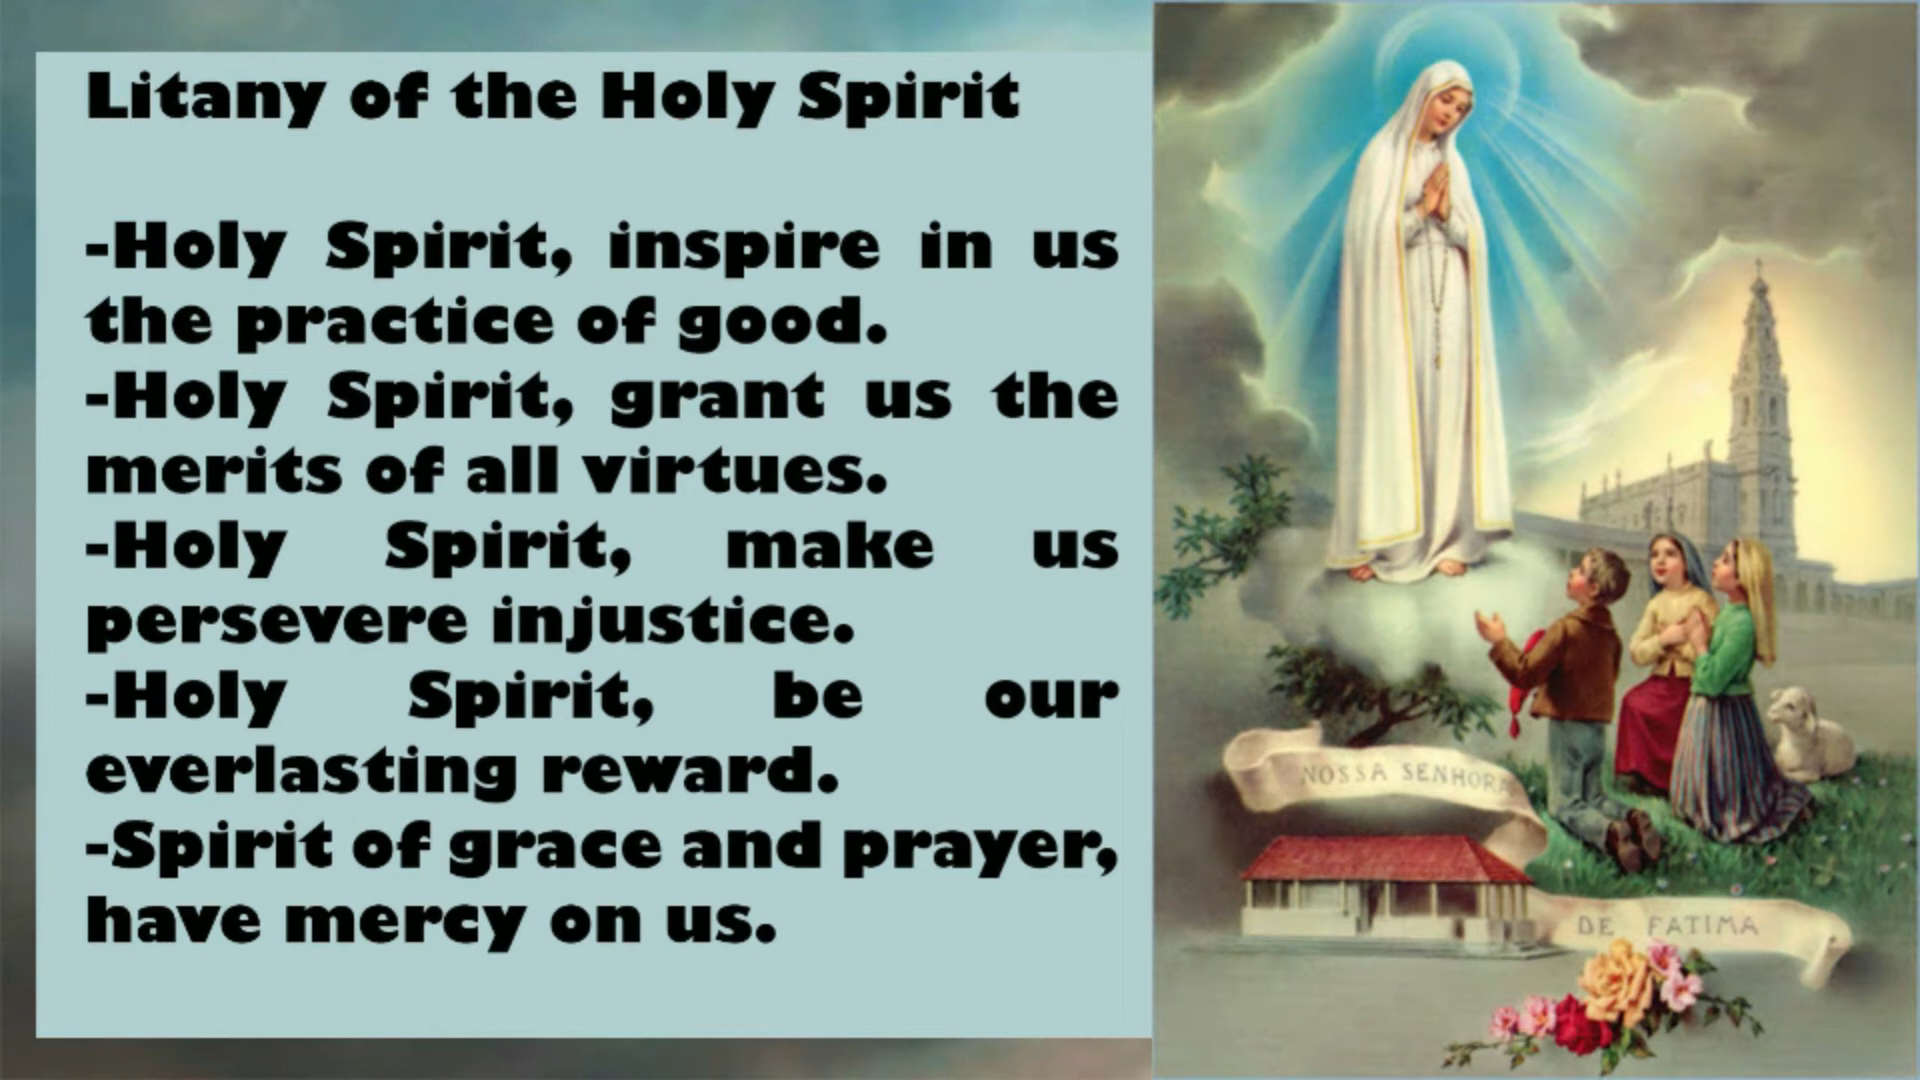 Litany of the Holy Spirit
-Holy Spirit, inspire in us
the practice of good.
-Holy Spirit, grant us the
merits of all virtues.
-Holy Spirit, make us
persevere injustice.
-Holy Spirit, be our
everlasting reward.
-Spirit of grace and prayer,
have mercy on us.
NOSSA SENHORA
DE FATIMA